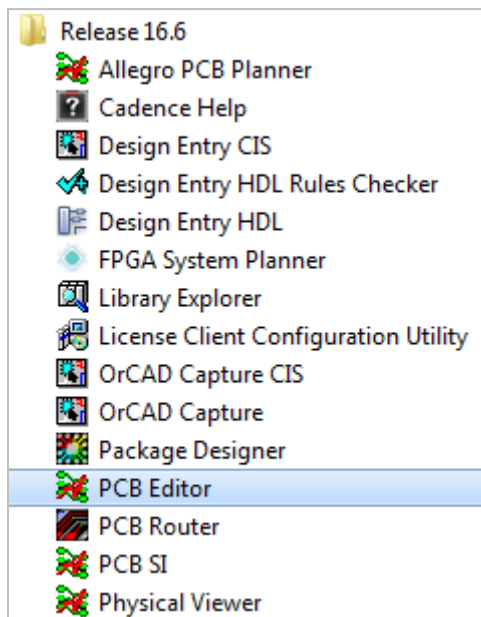 Release 16.6
Allegro PCB Planner
Cadence Help
Design Entry CIS
Design Entry HDL Rules Checker
Design Entry HDL
FPGA System Planner
Library Explorer
License Client Configuration Utility
OrCAD Capture CIS
OrCAD Capture
Package Designer
PCB Editor
PCB Router
PCB SI
Physical Viewer